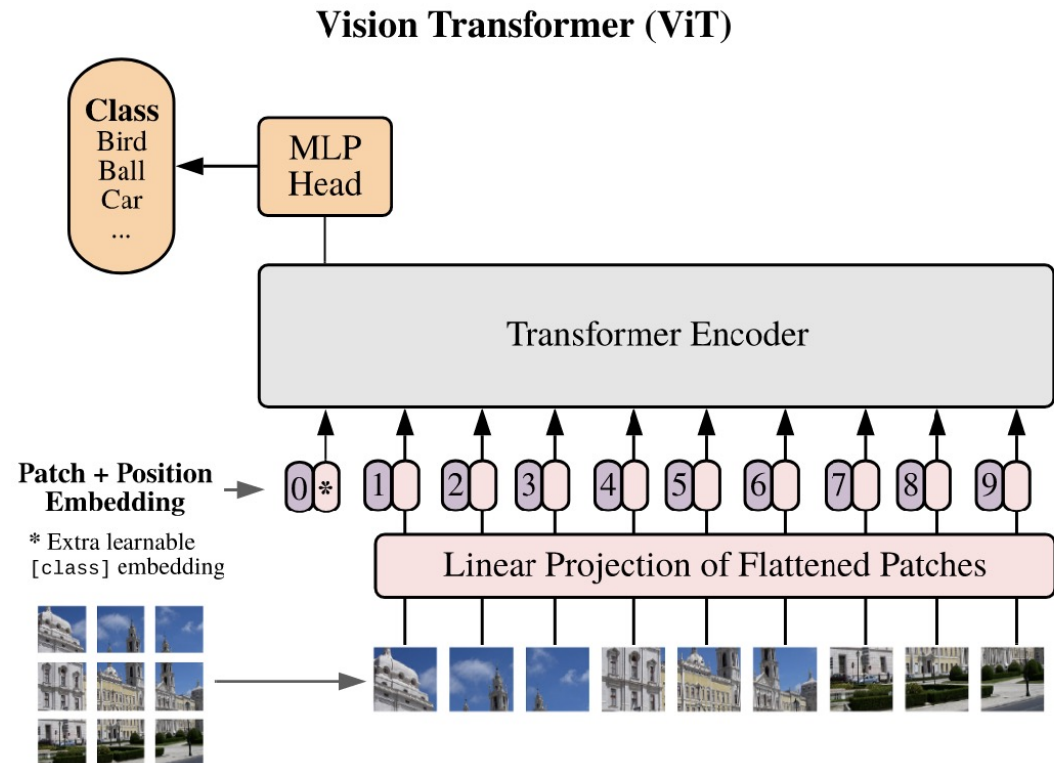 Vision Transformer (ViT)
Class
Bird
Ball
Car
...
MLP
Head
Transformer Encoder
Patch + Position
Embedding
0 * 1 2 3 4 5 6 7 8 9
* Extra learnable
[class] embedding
Linear Projection of Flattened Patches